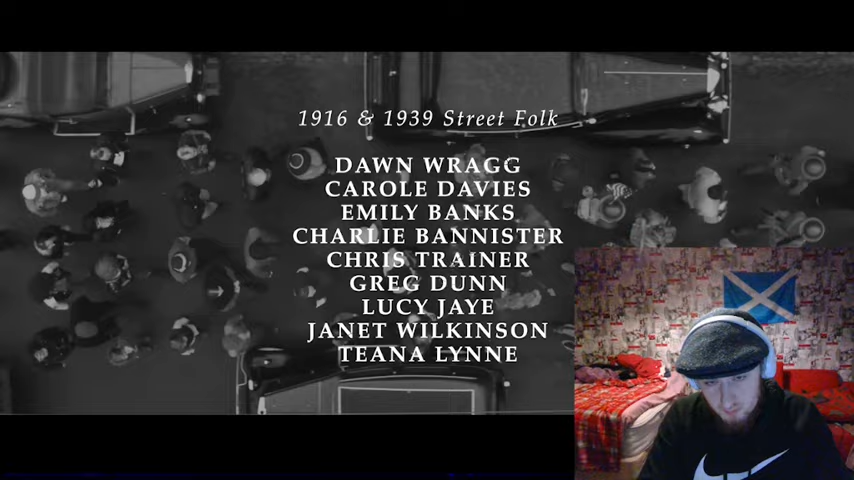 1916 & 1939 Street Folk
DAWN WRAGG
CAROLE DAVIES
EMILY BANKS
CHARLIE BANNISTER
CHRIS TRAINER
GREG DUNN
LUCY JAYE
JANET WILKINSON
TEANA LYNNE